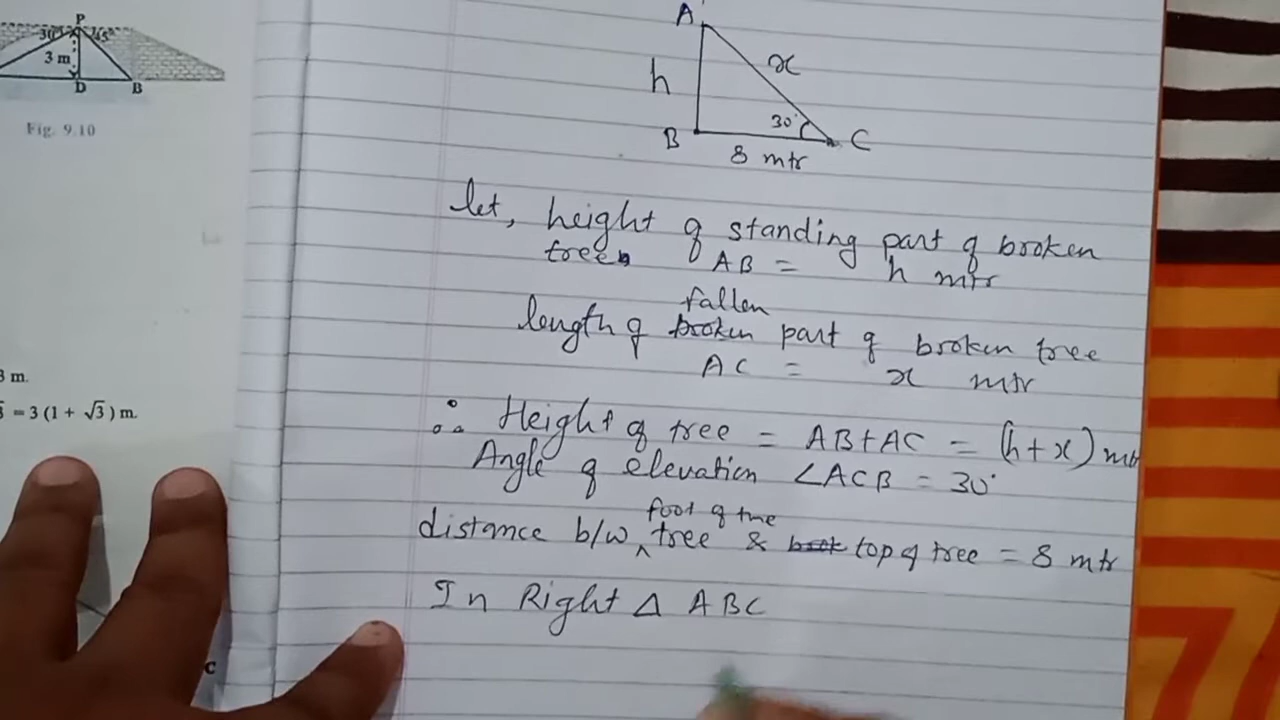 P
30° 45°
3 m
D B
Fig. 9.10
3 m.
= 3 (1 + √3) m.
C
A
h x
30°
B C
8 mtr
let, height of standing part of broken
tree AB = h mtr
fallen
length of broken part of broken tree
AC = x mtr
∴ Height of tree = AB+AC = (h+x) mtr
Angle of elevation ∠ACB = 30°
foot of the
distance b/w ^ tree & top of tree = 8 mtr
In Right Δ ABC